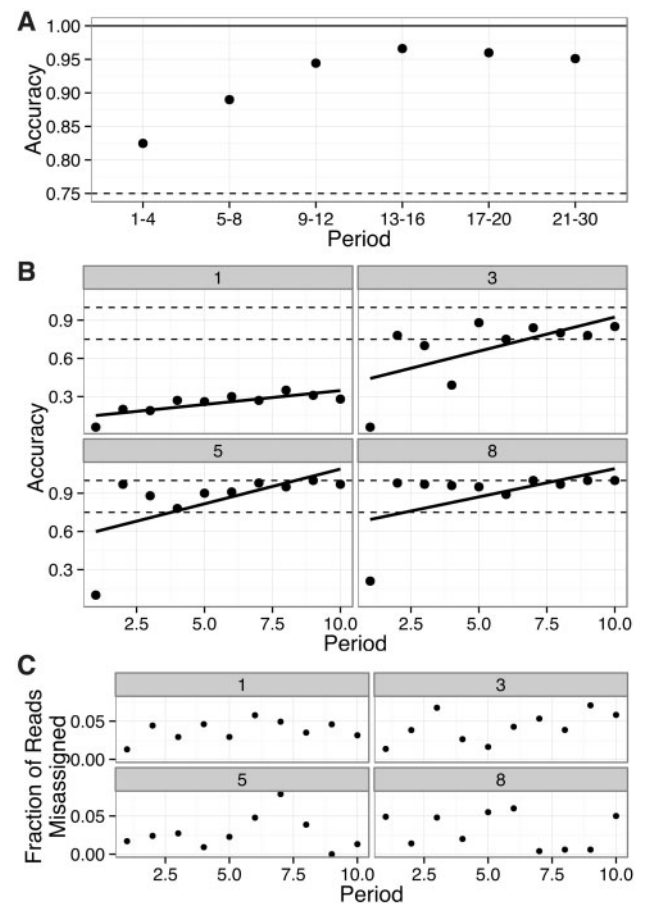 A
1.00
0.95
0.90
0.85
0.80
0.75
Accuracy
1-4 5-8 9-12 13-16 17-20 21-30
Period
B
1 3
0.9
0.6
0.3
5 8
0.9
0.6
0.3
Accuracy
2.5 5.0 7.5 10.0 2.5 5.0 7.5 10.0
Period
C
1 3
0.05
0.00
5 8
0.05
0.00
Fraction of Reads
Misassigned
2.5 5.0 7.5 10.0 2.5 5.0 7.5 10.0
Period